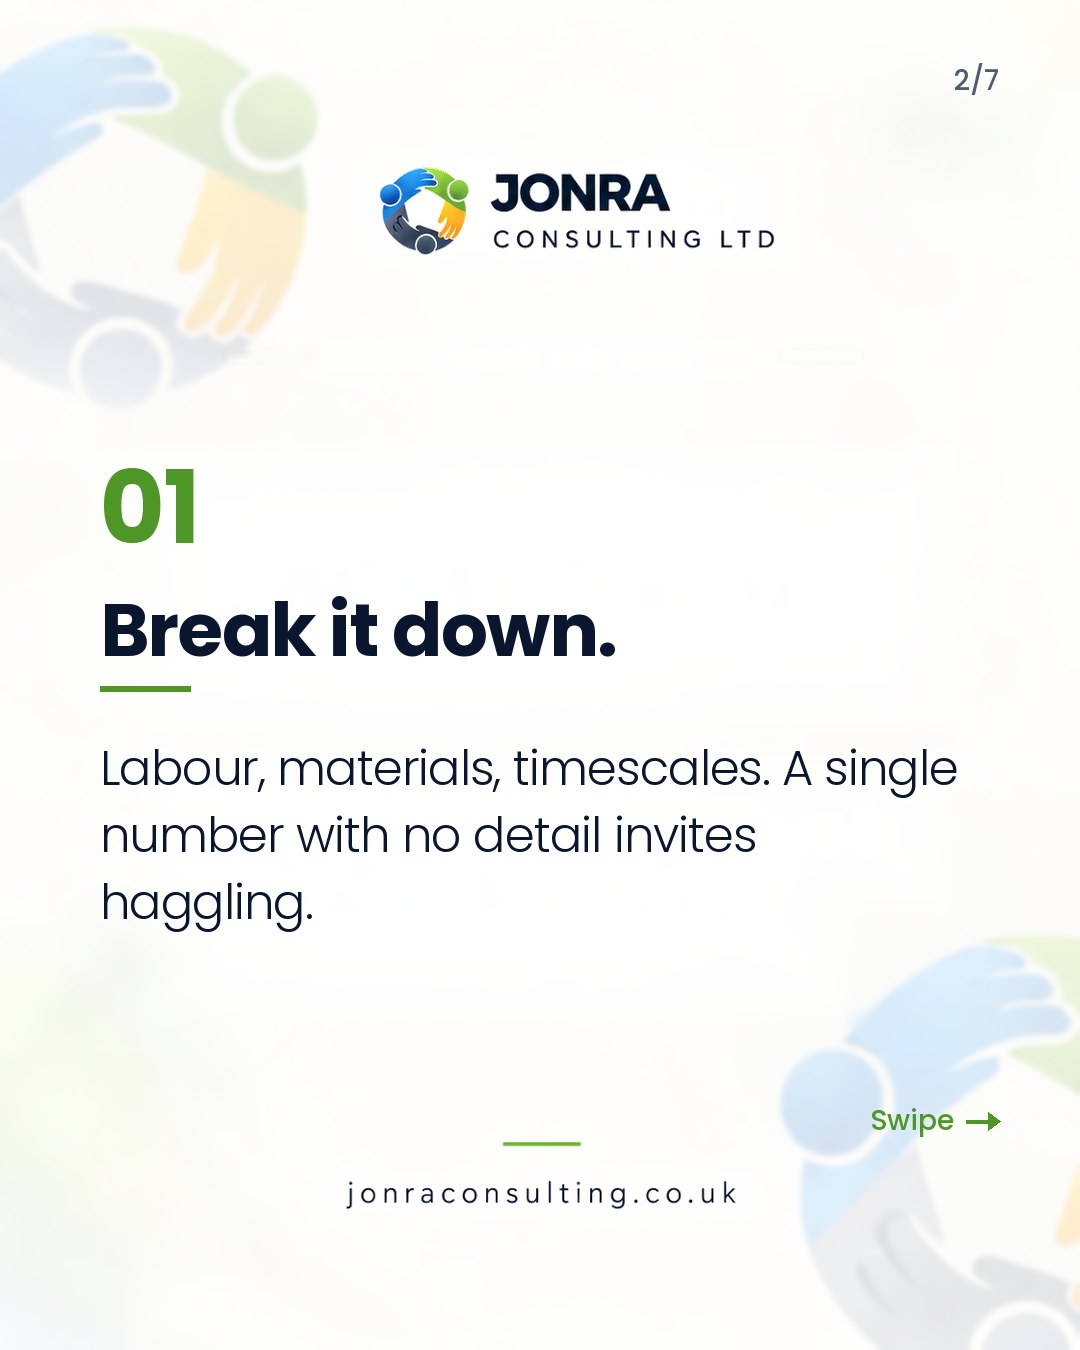 2/7
JONRA
CONSULTING LTD
01
Break it down.
Labour, materials, timescales. A single
number with no detail invites
haggling.
Swipe →
jonraconsulting.co.uk